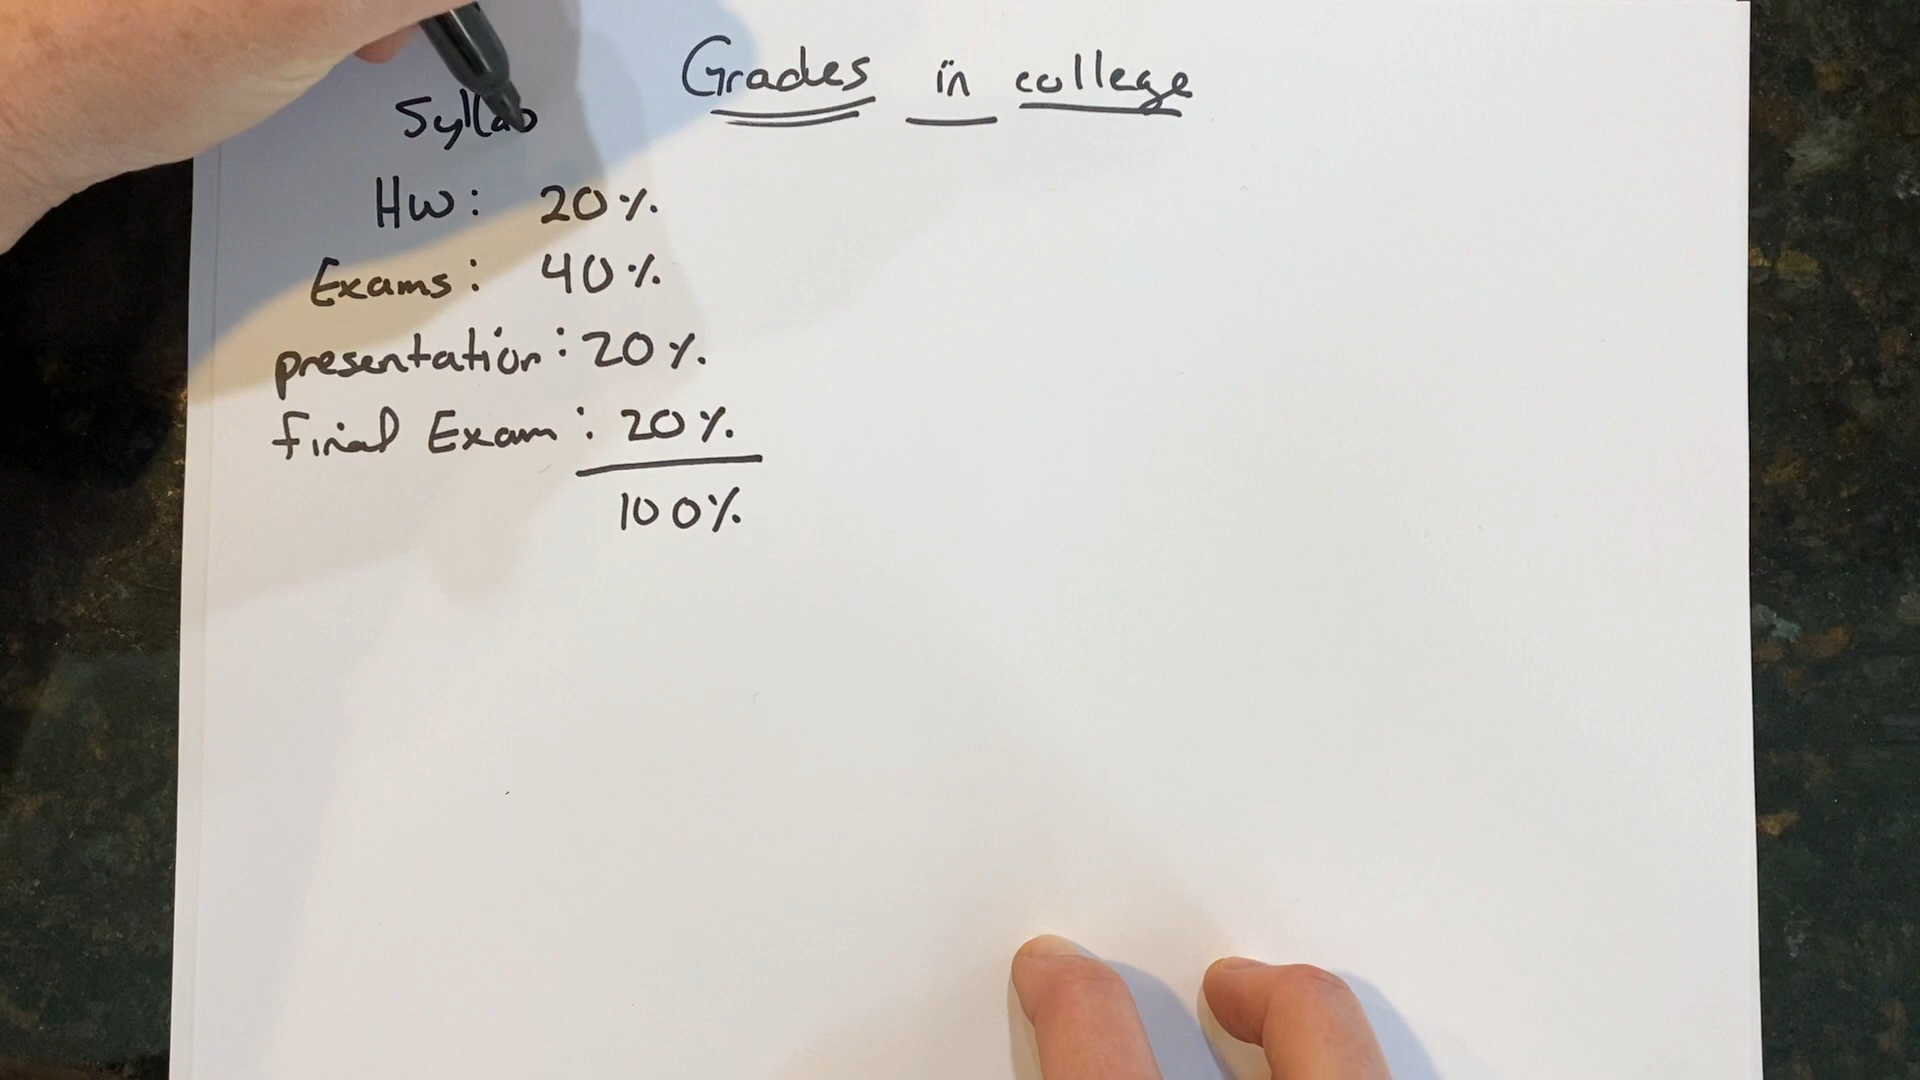 Grades in college
Syllab
HW: 20%
Exams: 40%
presentation: 20%
final Exam: 20%
100%